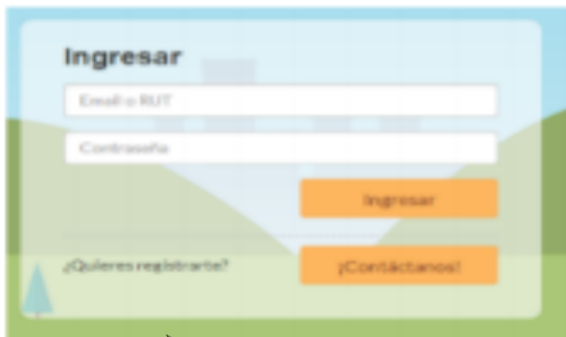 Ingresar
Email o RUT
Contraseña
Ingresar
¿Quieres registrarte?
¡Contáctanos!